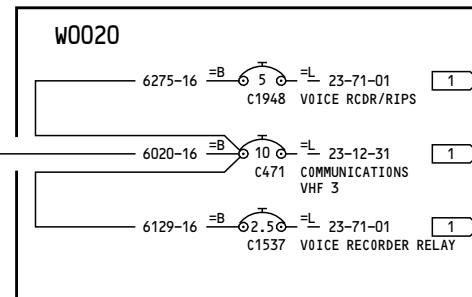 W0020
6275-16 =B 5 =L 23-71-01 1
C1948 VOICE RCDR/RIPS
6020-16 =B 10 =L 23-12-31 1
C471 COMMUNICATIONS
VHF 3
6129-16 =B 2.5 =L 23-71-01 1
C1537 VOICE RECORDER RELAY